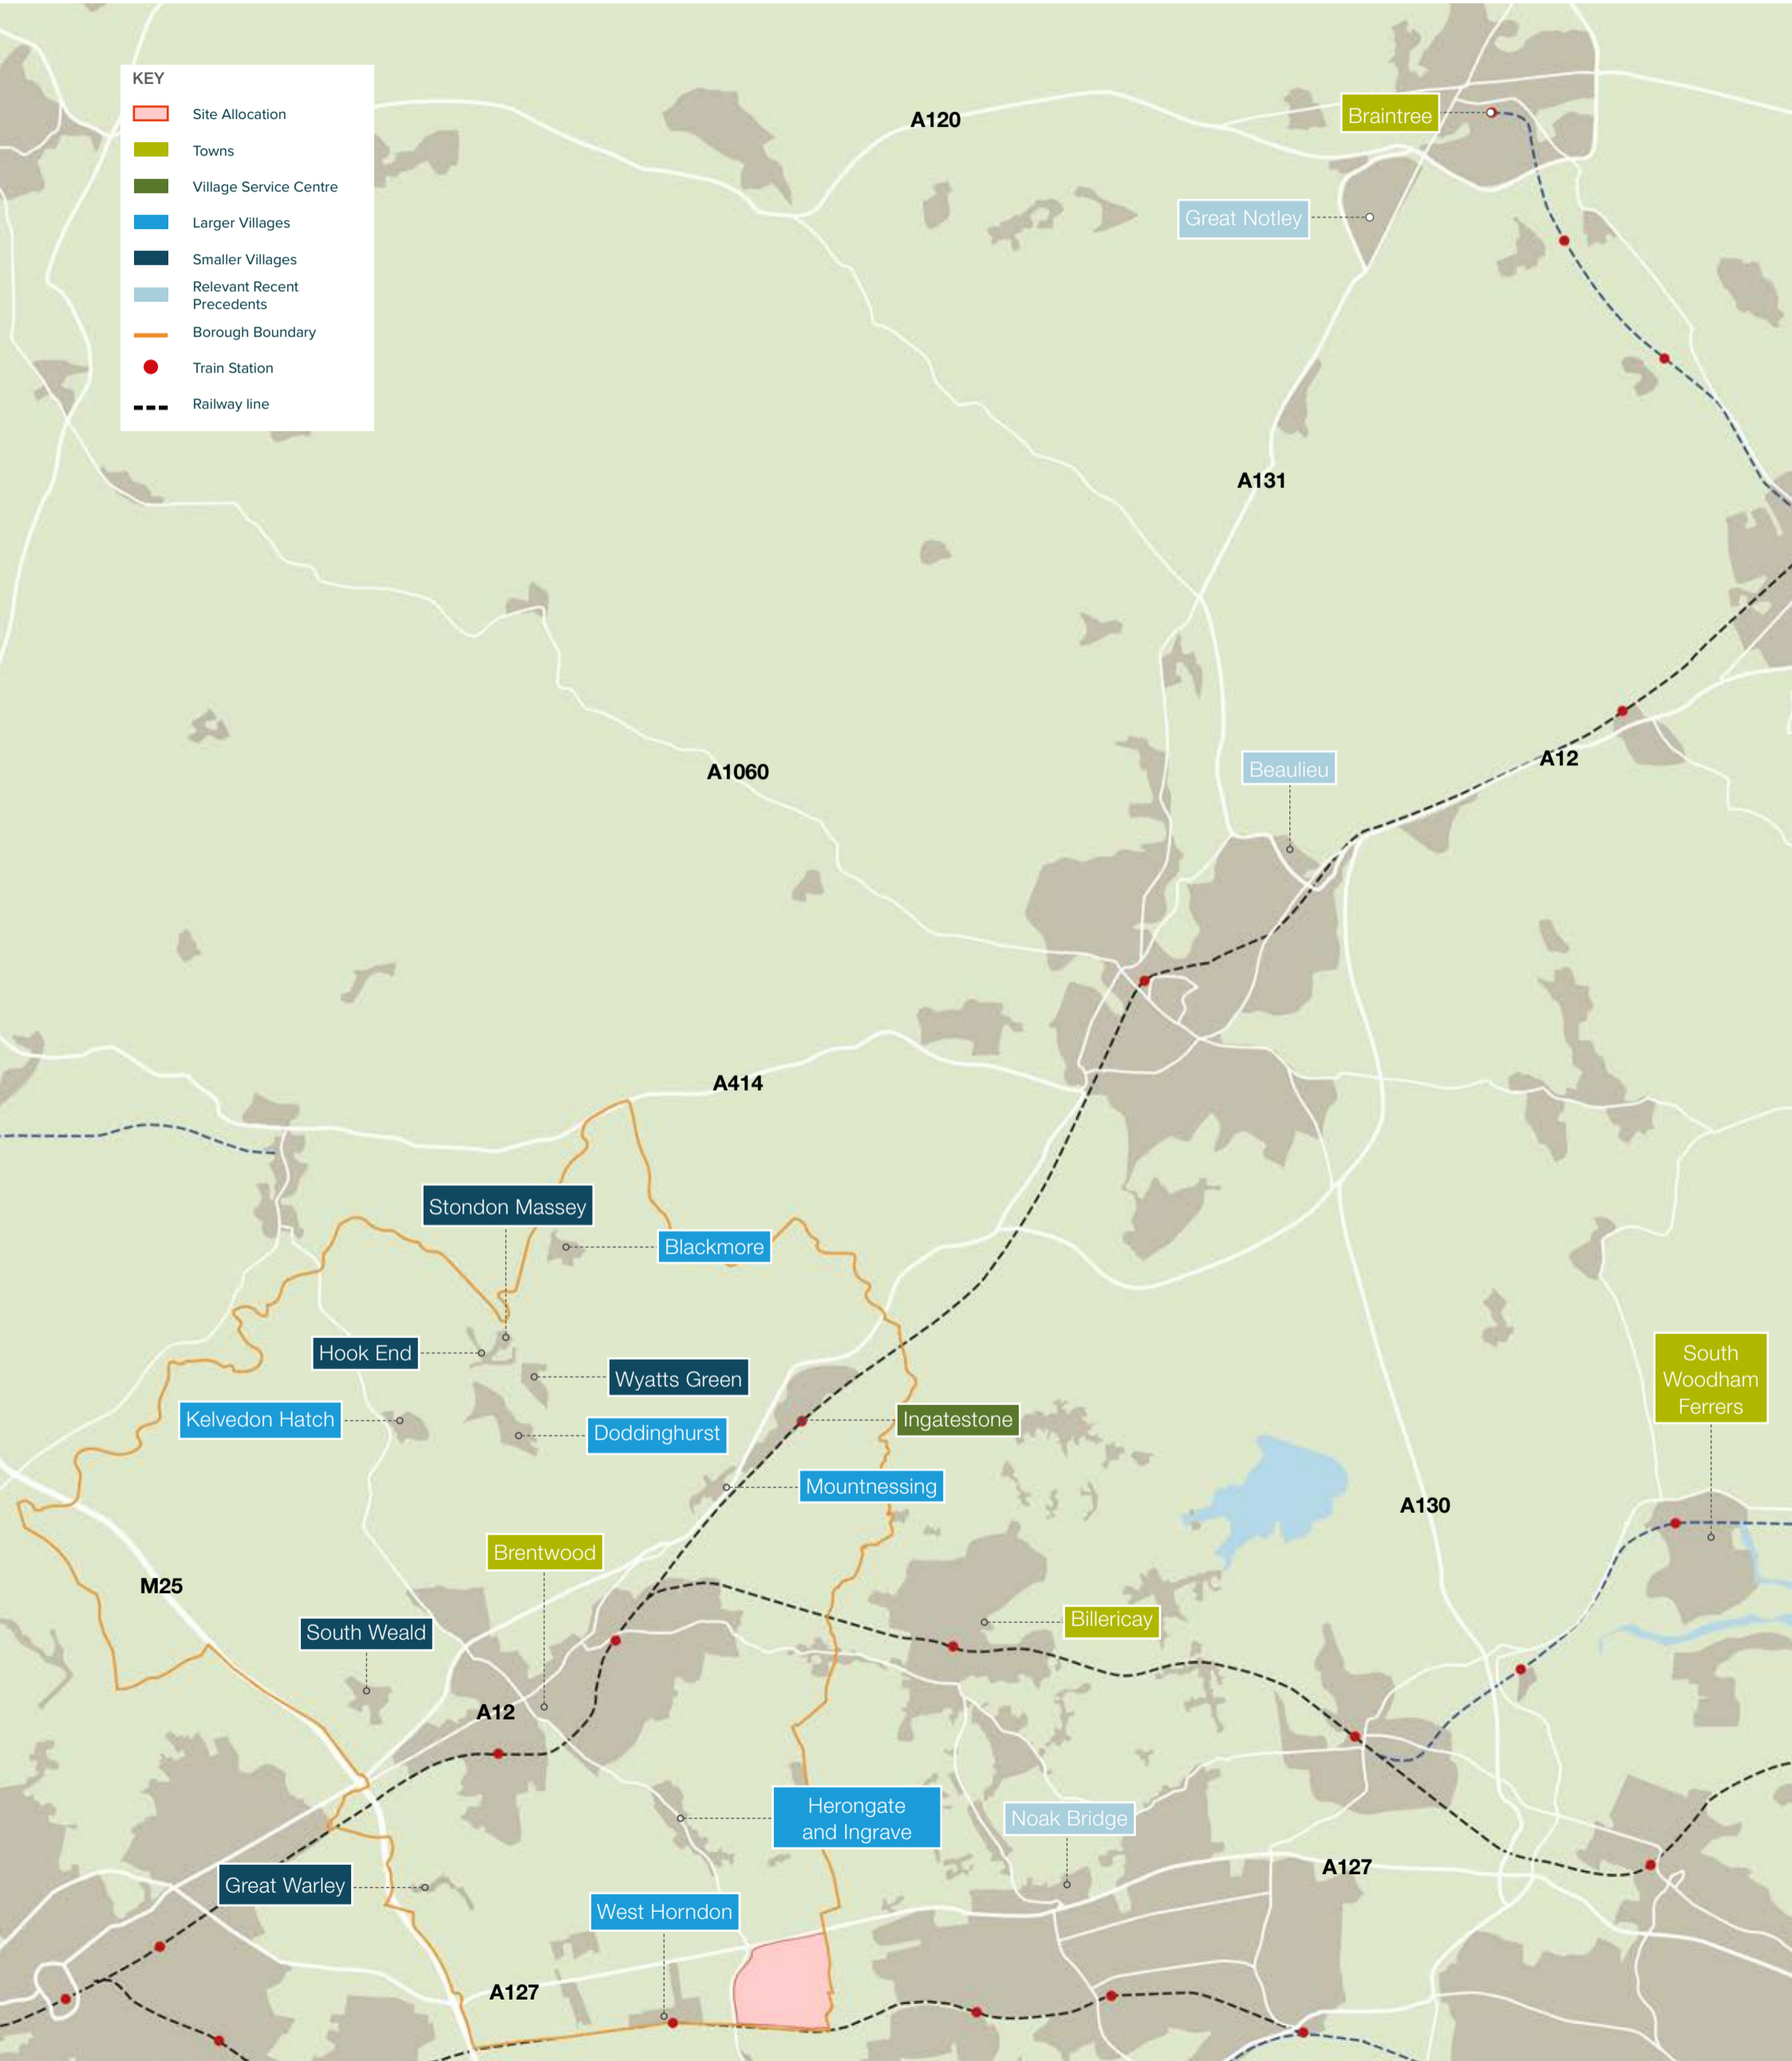 KEY
Site Allocation
Towns
Village Service Centre
Larger Villages
Smaller Villages
Relevant Recent
Precedents
Borough Boundary
Train Station
Railway line
A120
Braintree
Great Notley
A131
A1060
Beaulieu
A12
A414
Stondon Massey
Blackmore
Hook End
Wyatts Green
South
Woodham
Ferrers
Kelvedon Hatch
Doddinghurst
Ingatestone
Mountnessing
A130
Brentwood
M25
South Weald
Billericay
A12
Herongate
and Ingrave
Noak Bridge
A127
Great Warley
West Horndon
A127